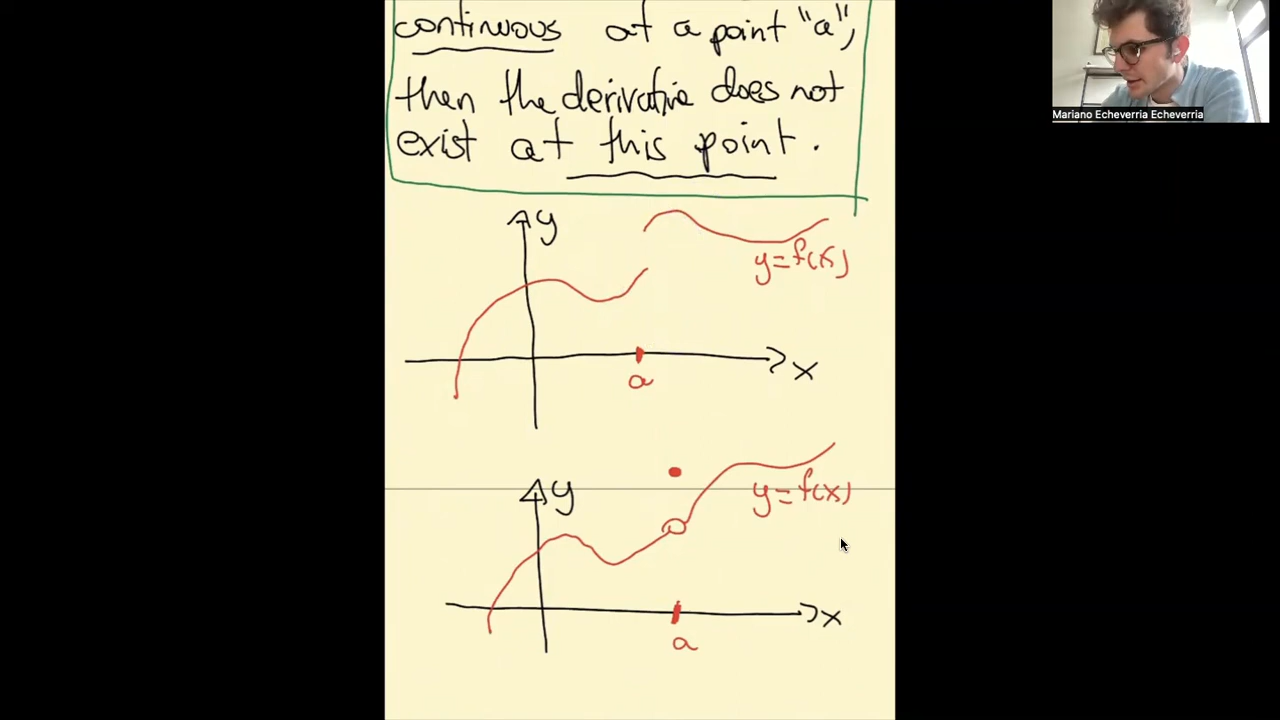 continuous at a point "a",
then the derivative does not
exist at this point.
Mariano Echeverria Echeverria
y
y=f(x)
x
a
y
y=f(x)
x
a